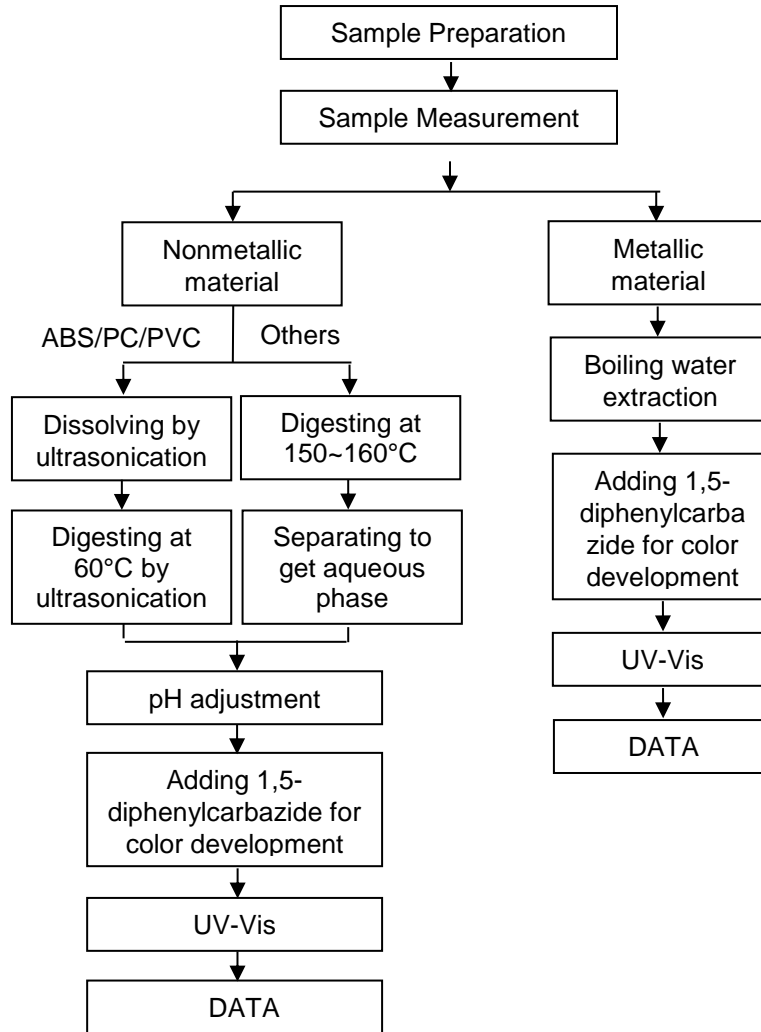 Sample Preparation
Sample Measurement
Nonmetallic
material
Metallic
material
ABS/PC/PVC
Others
Dissolving by
ultrasonication
Digesting at
150~160°C
Boiling water
extraction
Digesting at
60°C by
ultrasonication
Separating to
get aqueous
phase
Adding 1,5-
diphenylcarba
zide for color
development
pH adjustment
UV-Vis
DATA
Adding 1,5-
diphenylcarbazide for
color development
UV-Vis
DATA